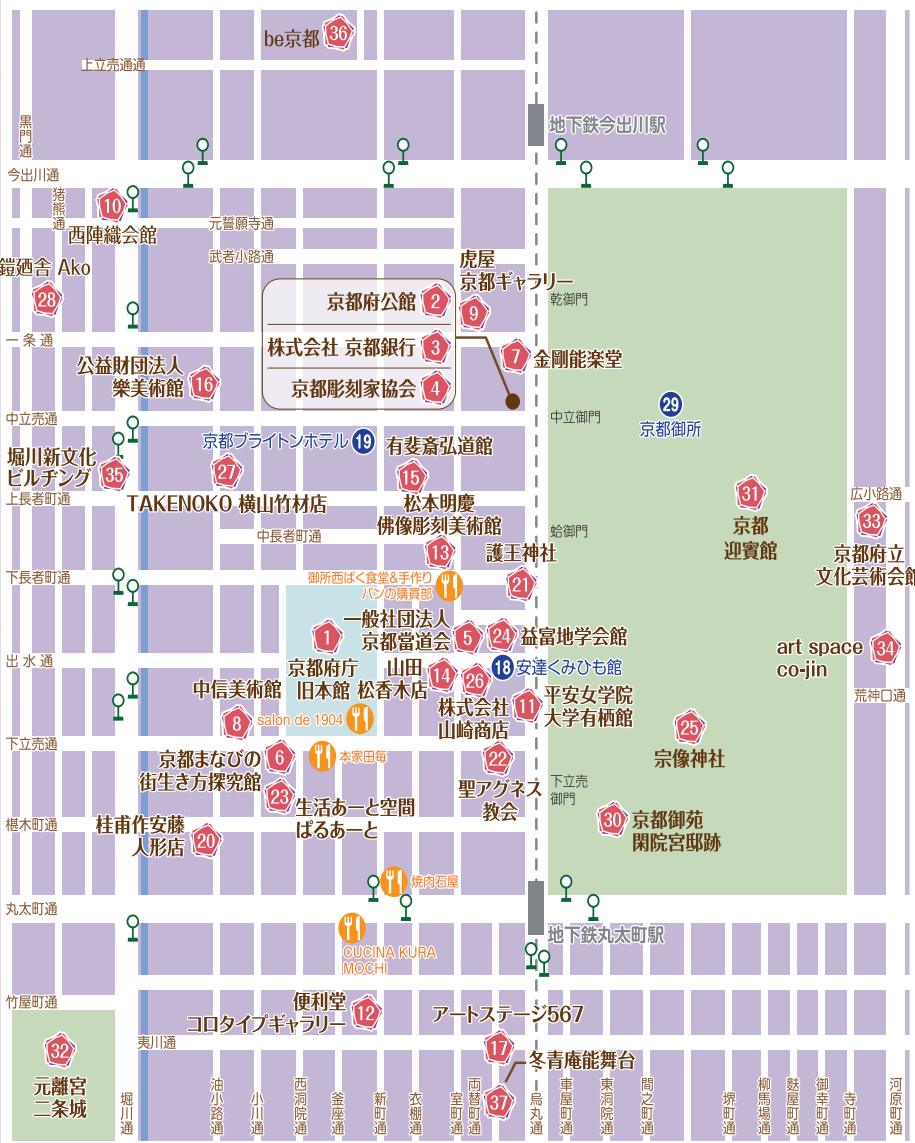 be京都
36
上立売通通
黒門通
地下鉄今出川駅
今出川通
猪熊通
10
西陣織会館
元誓願寺通
武者小路通
鎧廼舎 Ako
28
虎屋
京都ギャラリー
9
乾御門
京都府公館
2
株式会社 京都銀行
3
京都彫刻家協会
4
一条通
7
金剛能楽堂
公益財団法人
樂美術館
16
29
京都御所
中立売通
中立御門
京都ブライトンホテル
19
有斐斎弘道館
15
堀川新文化
ビルヂング
35
27
TAKENOKO 横山竹材店
上長者町通
31
京都
迎賓館
広小路通
33
京都府立
文化芸術会館
松本明慶
佛像彫刻美術館
13
中長者町通
蛤御門
護王神社
21
下長者町通
御所西ばく食堂&手作り
パンの購買部
一般社団法人
京都當道会
5
24
益富地学会館
1
京都府庁
旧本館
art space
co-jin
34
出水通
山田
松香木店
14
26
株式会社
山崎商店
18
安達くみひも館
中信美術館
8
salon de 1904
11
平安女学院
大学有栖館
荒神口通
25
宗像神社
下立売通
京都まなびの
街生き方探究館
6
本家田毎
22
聖アグネス
教会
下立売
御門
23
生活あーと空間
ぱるあーと
30
京都御苑
閑院宮邸跡
椹木町通
桂甫作安藤
人形店
20
焼肉石屋
丸太町通
地下鉄丸太町駅
CUCINA KURA
MOCHI
竹屋町通
便利堂
コロタイプギャラリー
12
アートステージ567
17
夷川通
32
元離宮
二条城
冬青庵能舞台
37
堀川通
油小路通
小川通
西洞院通
釜座通
新町通
衣棚通
室町通
両替町通
烏丸通
車屋町通
東洞院通
間之町通
堺町通
柳馬場通
麩屋町通
御幸町通
寺町通
河原町通